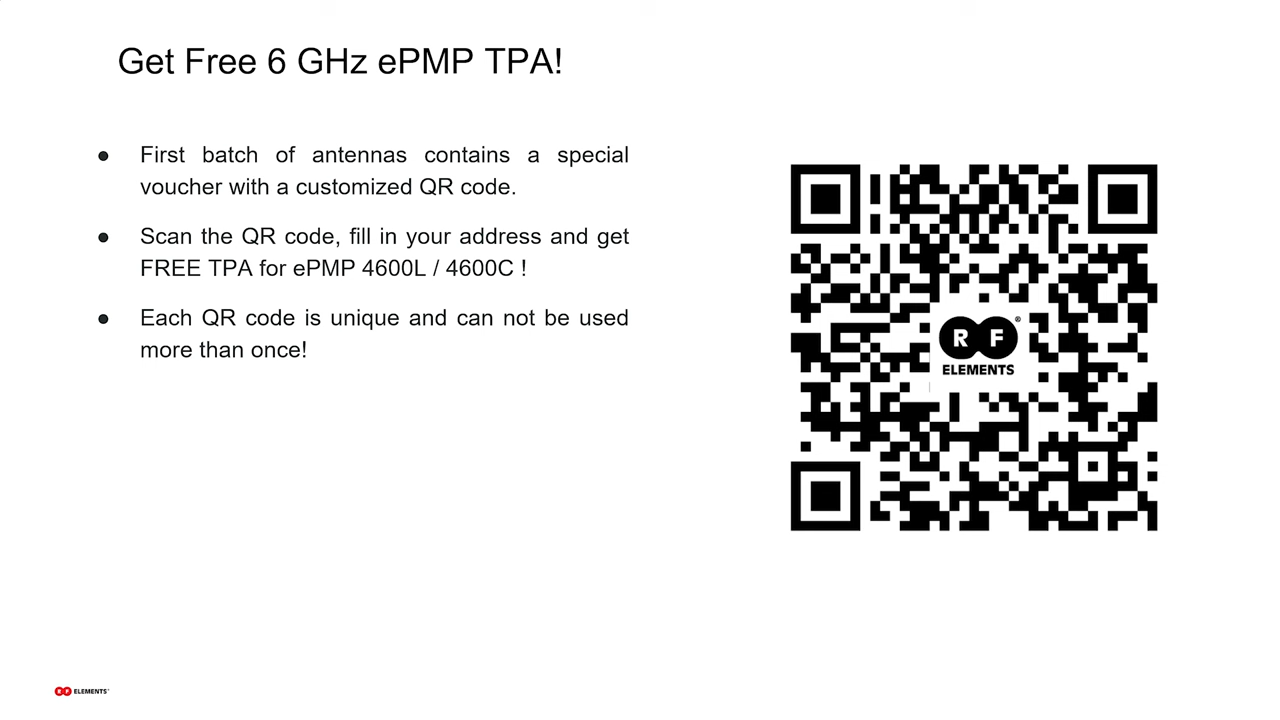 Get Free 6 GHz ePMP TPA!
● First batch of antennas contains a special
voucher with a customized QR code.
● Scan the QR code, fill in your address and get
FREE TPA for ePMP 4600L / 4600C !
● Each QR code is unique and can not be used
more than once!
R F ®
ELEMENTS
RF ELEMENTS